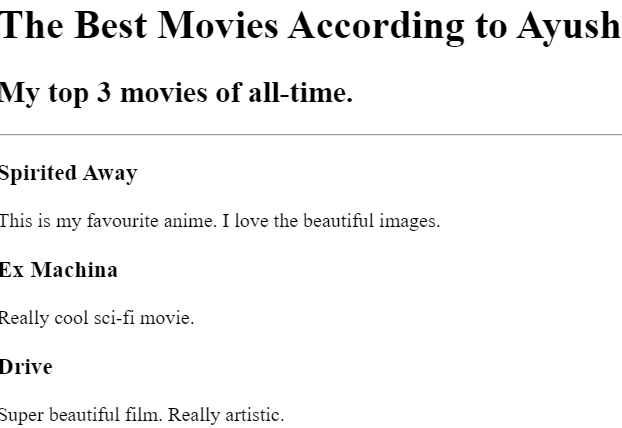 The Best Movies According to Ayush
My top 3 movies of all-time.
Spirited Away
This is my favourite anime. I love the beautiful images.
Ex Machina
Really cool sci-fi movie.
Drive
Super beautiful film. Really artistic.